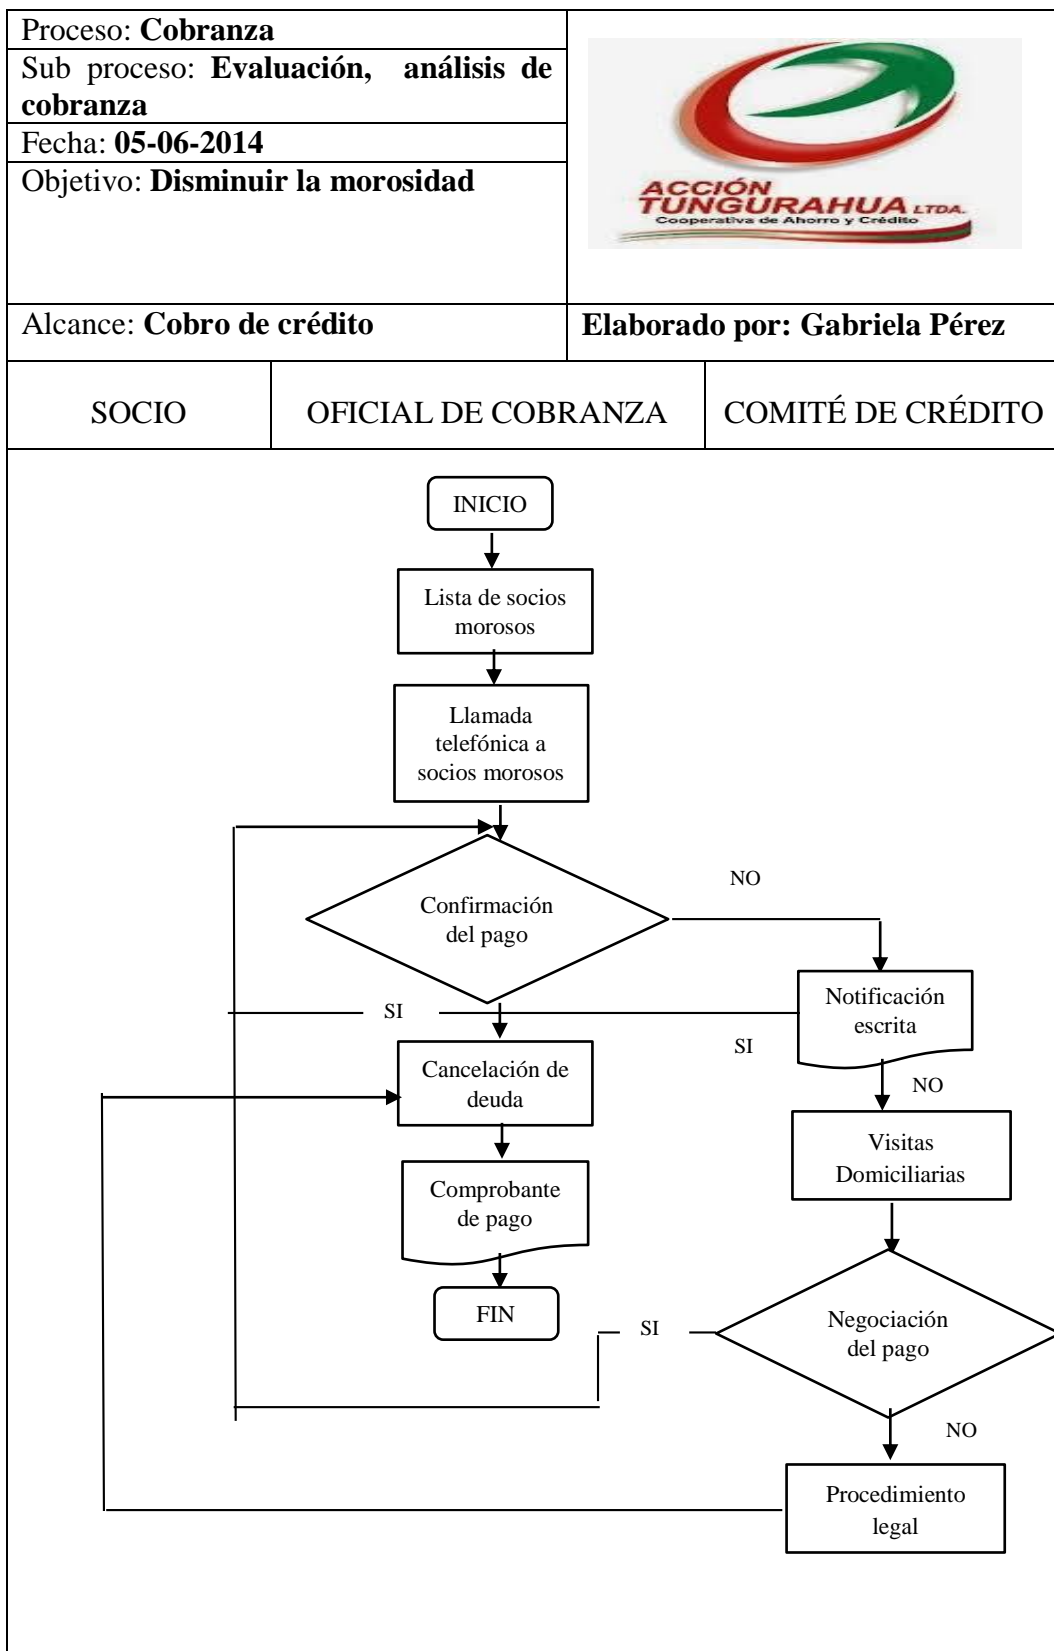 Proceso: Cobranza
Sub proceso: Evaluación, análisis de
cobranza
Fecha: 05-06-2014
Objetivo: Disminuir la morosidad
ACCIÓN
TUNGURAHUA LTDA.
Cooperativa de Ahorro y Crédito
Alcance: Cobro de crédito
Elaborado por: Gabriela Pérez
SOCIO
OFICIAL DE COBRANZA
COMITÉ DE CRÉDITO
INICIO
Lista de socios
morosos
Llamada
telefónica a
socios morosos
Confirmación
del pago
NO
Notificación
escrita
SI
SI
Cancelación de
deuda
NO
Visitas
Domiciliarias
Comprobante
de pago
FIN
SI
Negociación
del pago
NO
Procedimiento
legal